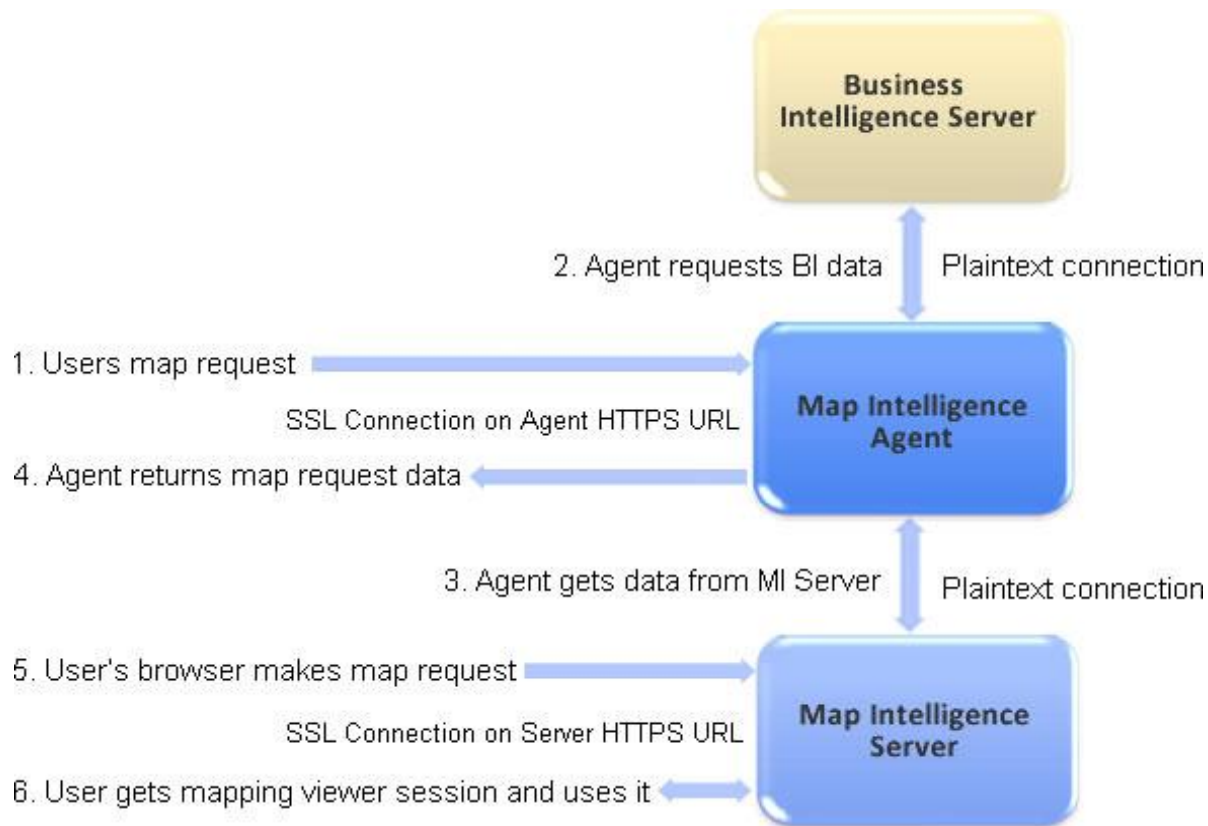 Business
Intelligence Server
2. Agent requests BI data
Plaintext connection
1. Users map request
SSL Connection on Agent HTTPS URL
Map Intelligence
Agent
4. Agent returns map request data
3. Agent gets data from MI Server
Plaintext connection
5. User's browser makes map request
SSL Connection on Server HTTPS URL
Map Intelligence
Server
6. User gets mapping viewer session and uses it